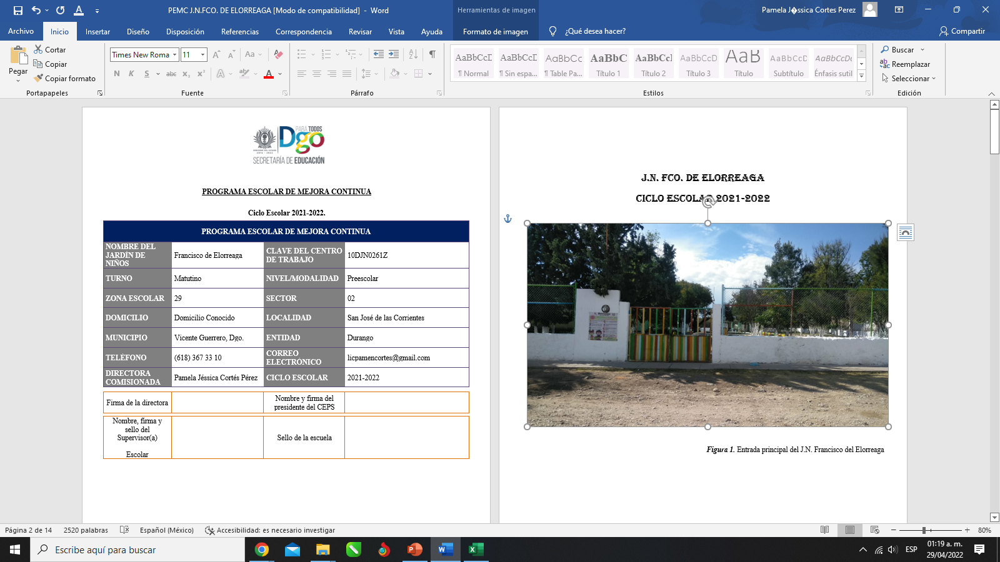 PEMC J.N.FCO. DE ELORREAGA [Modo de compatibilidad] - Word
Herramientas de imagen
Pamela J�ssica Cortes Perez
Archivo
Inicio
Insertar
Diseño
Disposición
Referencias
Correspondencia
Revisar
Vista
Ayuda
Formato de imagen
¿Qué desea hacer?
Compartir
Pegar
Cortar
Copiar
Copiar formato
Portapapeles
Times New Roma
11
N K S abc x₂ x²
Fuente
Párrafo
AaBbCcD AaBbCcD AaBbCc AaBbC AaBbCcI AaBbCcD AaB AaBbCcD AaBbCcDc
¶ Normal
¶ Sin espa...
¶ Table Pa...
Título 1
Título 2
Título 3
Título
Subtítulo
Énfasis sutil
Estilos
Buscar
Reemplazar
Seleccionar
Edición
PARA TODOS
Dgo
SECRETARÍA DE EDUCACIÓN
PROGRAMA ESCOLAR DE MEJORA CONTINUA
Ciclo Escolar 2021-2022.
PROGRAMA ESCOLAR DE MEJORA CONTINUA
NOMBRE DEL
JARDÍN DE
NIÑOS
Francisco de Elorreaga
CLAVE DEL CENTRO
DE TRABAJO
10DJN0261Z
TURNO
Matutino
NIVEL/MODALIDAD
Preescolar
ZONA ESCOLAR
29
SECTOR
02
DOMICILIO
Domicilio Conocido
LOCALIDAD
San José de las Corrientes
MUNICIPIO
Vicente Guerrero, Dgo.
ENTIDAD
Durango
TELÉFONO
(618) 367 33 10
CORREO
ELECTRÓNICO
licpamencortes@gmail.com
DIRECTORA
COMISIONADA
Pamela Jéssica Cortés Pérez
CICLO ESCOLAR
2021-2022
Firma de la directora
Nombre y firma del
presidente del CEPS
Nombre, firma y
sello del
Supervisor(a)
Escolar
Sello de la escuela
J.N. FCO. DE ELORREAGA
CICLO ESCOLAR 2021-2022
Figura 1. Entrada principal del J.N. Francisco del Elorreaga
Página 2 de 14
2520 palabras
Español (México)
Accesibilidad: es necesario investigar
80%
Escribe aquí para buscar
ESP
01:19 a. m.
29/04/2022